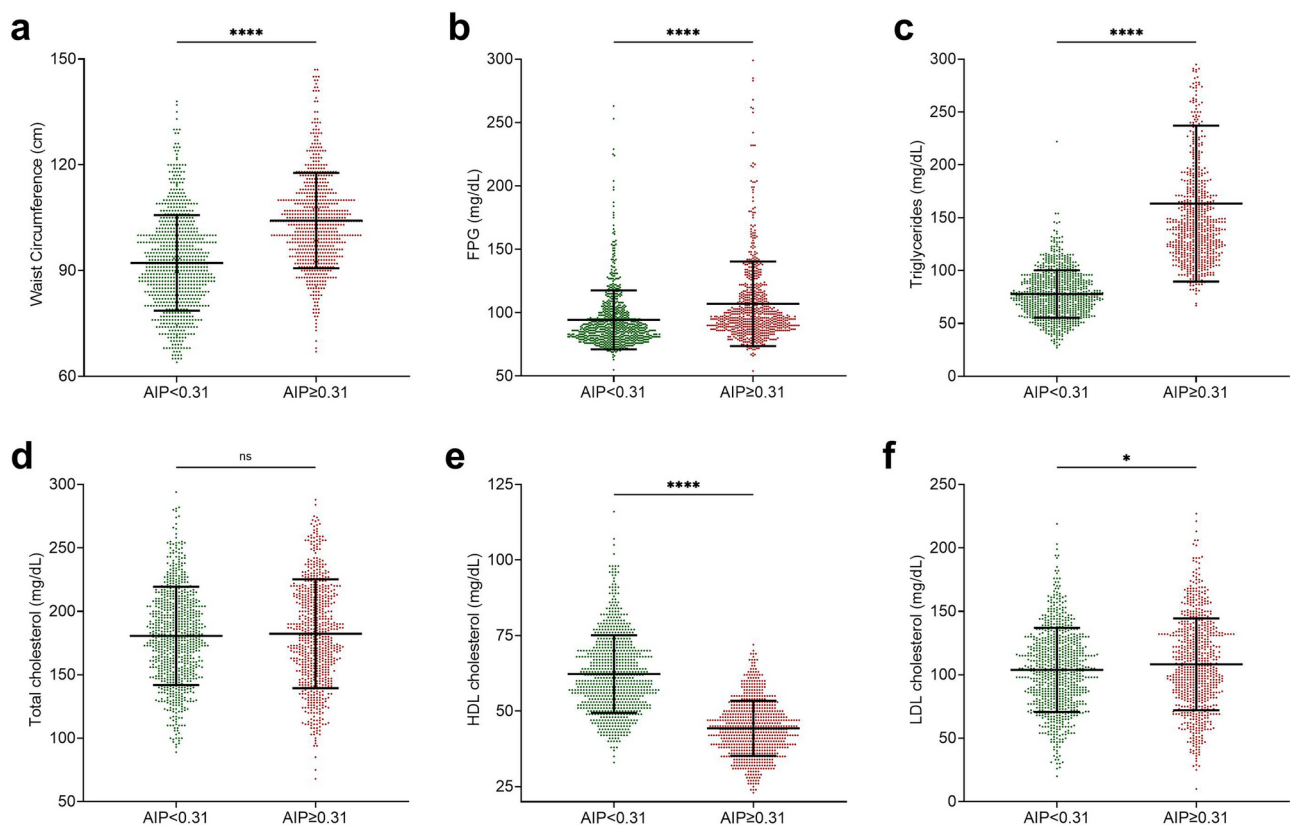 a
****
Waist Circumference (cm)
150
120
90
60
AIP<0.31 AIP≥0.31
b
****
FPG (mg/dL)
300
250
200
150
100
50
AIP<0.31 AIP≥0.31
c
****
Triglycerides (mg/dL)
300
250
200
150
100
50
0
AIP<0.31 AIP≥0.31
d
ns
Total cholesterol (mg/dL)
300
250
200
150
100
50
AIP<0.31 AIP≥0.31
e
****
HDL cholesterol (mg/dL)
125
100
75
50
25
AIP<0.31 AIP≥0.31
f
*
LDL cholesterol (mg/dL)
250
200
150
100
50
0
AIP<0.31 AIP≥0.31